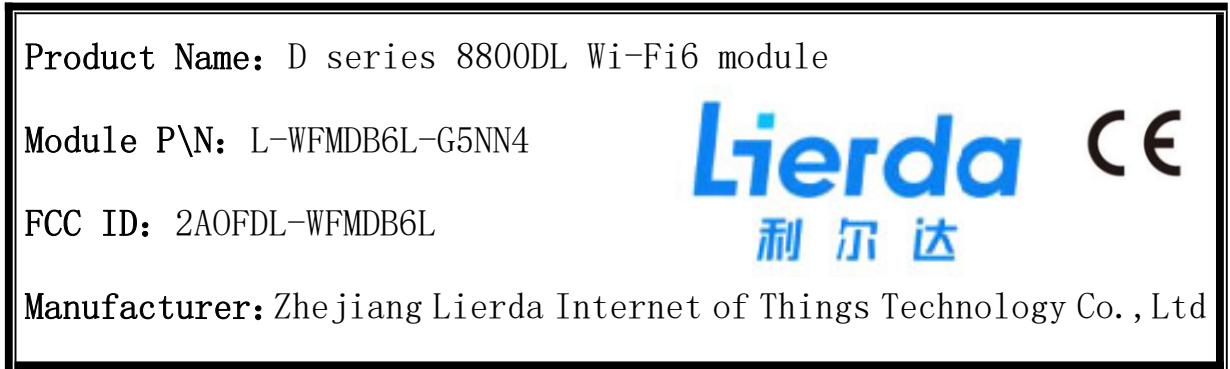 Product Name: D series 8800DL Wi-Fi6 module
Module P\N: L-WFMDB6L-G5NN4
Lierda
CE
FCC ID: 2AOFDL-WFMDB6L
利尔达
Manufacturer: Zhejiang Lierda Internet of Things Technology Co.,Ltd